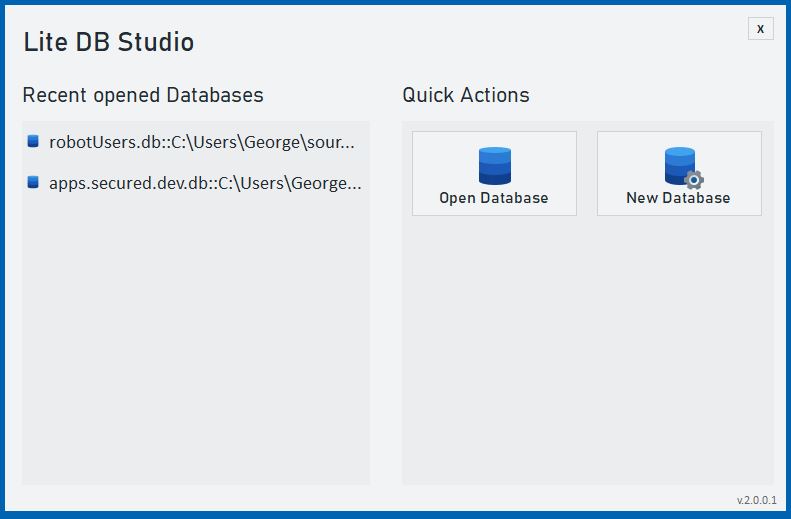 Lite DB Studio
x
Recent opened Databases
Quick Actions
robotUsers.db::C:\Users\George\sour...
apps.secured.dev.db::C:\Users\George...
Open Database
New Database
v.2.0.0.1